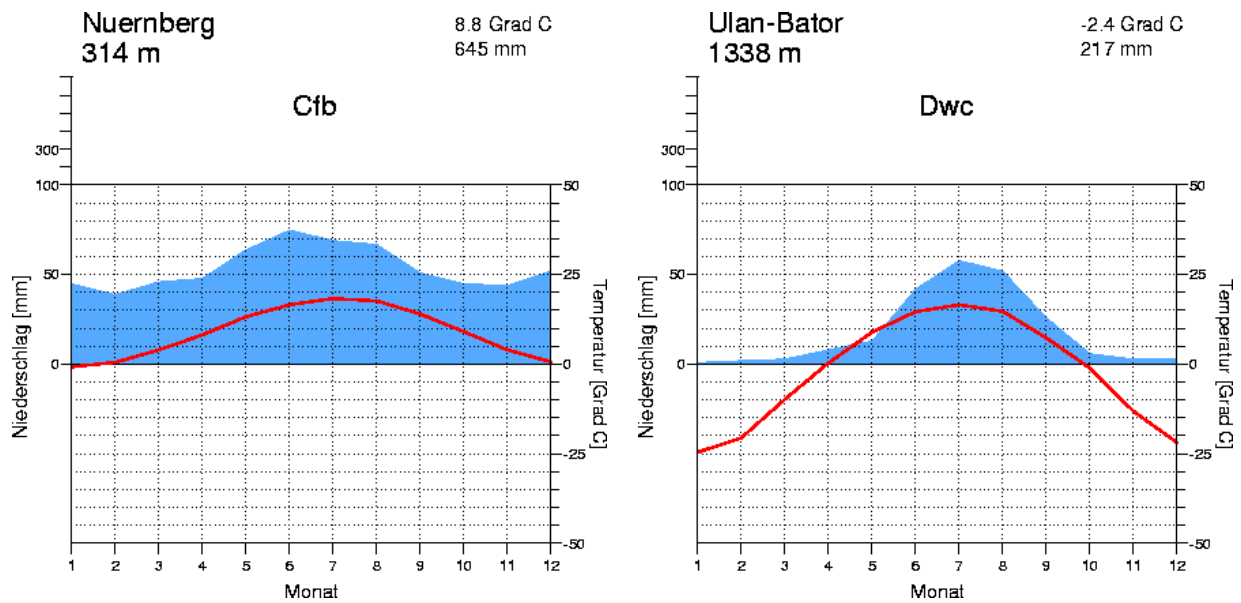 Nuernberg
314 m
8.8 Grad C
645 mm
Cfb
300
100
50
0
50
25
0
-25
-50
Niederschlag [mm]
Temperatur [Grad C]
1 2 3 4 5 6 7 8 9 10 11 12
Monat
Ulan-Bator
1338 m
-2.4 Grad C
217 mm
Dwc
300
100
50
0
50
25
0
-25
-50
Niederschlag [mm]
Temperatur [Grad C]
1 2 3 4 5 6 7 8 9 10 11 12
Monat